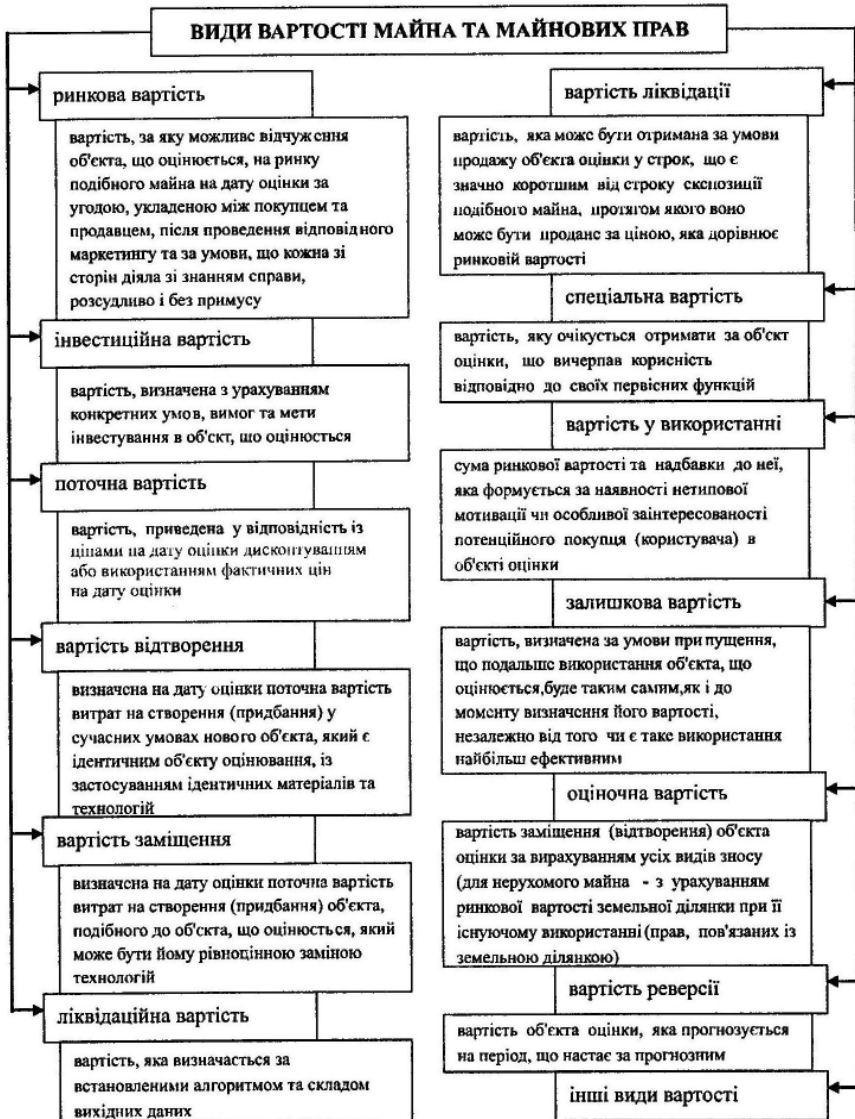 ВИДИ ВАРТОСТІ МАЙНА ТА МАЙНОВИХ ПРАВ
ринкова вартість
вартість, за яку можливе відчуження
об'єкта, що оцінюється, на ринку
подібного майна на дату оцінки за
угодою, укладеною між покупцем та
продавцем, після проведення відповідного
маркетингу та за умови, що кожна зі
сторін діяла зі знанням справи,
розсудливо і без примусу
інвестиційна вартість
вартість, визначена з урахуванням
конкретних умов, вимог та мети
інвестування в об'єкт, що оцінюється
поточна вартість
вартість, приведена у відповідність із
цінами на дату оцінки дисконтуванням
або використанням фактичних цін
на дату оцінки
вартість відтворення
визначена на дату оцінки поточна вартість
витрат на створення (придбання) у
сучасних умовах нового об'єкта, який є
ідентичним об'єкту оцінювання, із
застосуванням ідентичних матеріалів та
технологій
вартість заміщення
визначена на дату оцінки поточна вартість
витрат на створення (придбання) об'єкта,
подібного до об'єкта, що оцінюється, який
може бути йому рівноцінною заміною
технологій
ліквідаційна вартість
вартість, яка визначається за
встановленими алгоритмом та складом
вихідних даних
вартість ліквідації
вартість, яка може бути отримана за умови
продажу об'єкта оцінки у строк, що є
значно коротшим від строку експозиції
подібного майна, протягом якого воно
може бути продане за ціною, яка дорівнює
ринковій вартості
спеціальна вартість
вартість, яку очікується отримати за об'єкт
оцінки, що вичерпав корисність
відповідно до своїх первісних функцій
вартість у використанні
сума ринкової вартості та надбавки до неї,
яка формується за наявності нетипової
мотивації чи особливої заінтересованості
потенційного покупця (користувача) в
об'єкті оцінки
залишкова вартість
вартість, визначена за умови при пущення,
що подальше використання об'єкта, що
оцінюється,буде таким самим,як і до
моменту визначення його вартості,
незалежно від того чи є таке використання
найбільш ефективним
оціночна вартість
вартість заміщення (відтворення) об'єкта
оцінки за вирахуванням усіх видів зносу
(для нерухомого майна - з урахуванням
ринкової вартості земельної ділянки при її
існуючому використанні (прав, пов'язаних із
земельною ділянкою)
вартість реверсії
вартість об'єкта оцінки, яка прогнозується
на період, що настає за прогнозним
інші види вартості